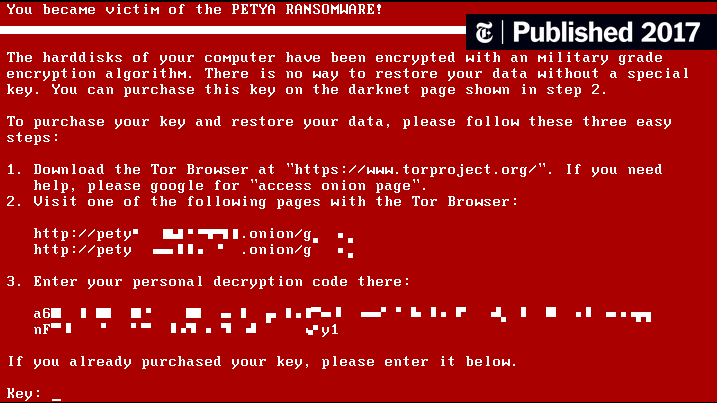 You became victim of the PETYA RANSOMWARE!
Published 2017
The harddisks of your computer have been encrypted with an military grade
encryption algorithm. There is no way to restore your data without a special
key. You can purchase this key on the darknet page shown in step 2.
To purchase your key and restore your data, please follow these three easy
steps:
1. Download the Tor Browser at "https://www.torproject.org/". If you need
help, please google for "access onion page".
2. Visit one of the following pages with the Tor Browser:
http://pety .onion/g
http://pety .onion/g
3. Enter your personal decryption code there:
a6
nF y1
If you already purchased your key, please enter it below.
Key: _